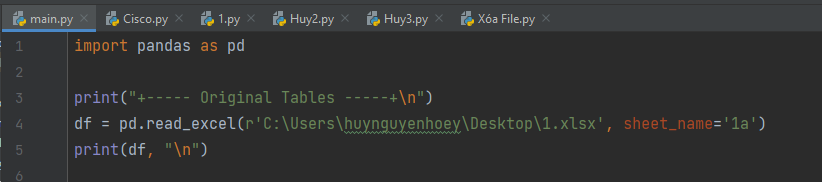 main.py × Cisco.py × 1.py × Huy2.py × Huy3.py × Xóa File.py ×
1 import pandas as pd
2
3 print("+----- Original Tables -----+\n")
4 df = pd.read_excel(r'C:\Users\huynguyenhoey\Desktop\1.xlsx', sheet_name='1a')
5 print(df, "\n")
6